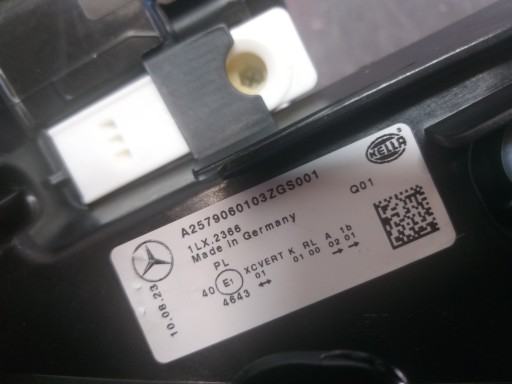 HELLA
A2579060103ZGS001
1LX.2366
Made in Germany
Q01
PL
40 E1 XCVERT K RL A 1b
01 01 00 02 01
4643
10.08.23